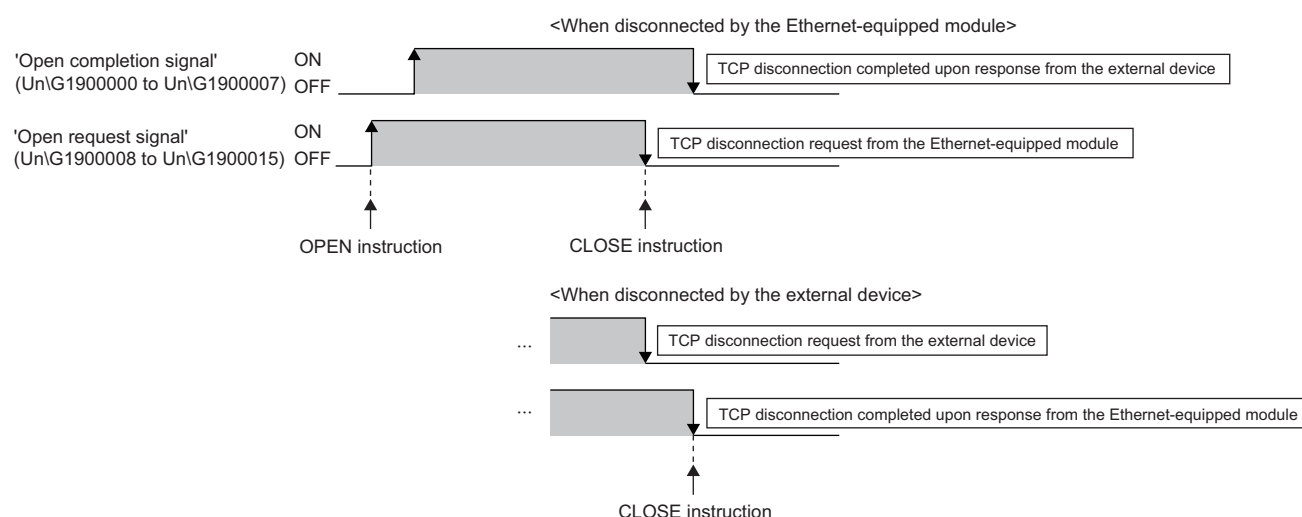 <When disconnected by the Ethernet-equipped module>
'Open completion signal'
(Un\G1900000 to Un\G1900007)
ON
OFF
TCP disconnection completed upon response from the external device
'Open request signal'
(Un\G1900008 to Un\G1900015)
ON
OFF
TCP disconnection request from the Ethernet-equipped module
OPEN instruction
CLOSE instruction
<When disconnected by the external device>
...
TCP disconnection request from the external device
...
TCP disconnection completed upon response from the Ethernet-equipped module
CLOSE instruction